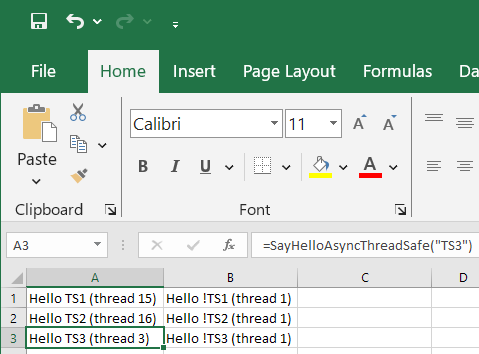 File Home Insert Page Layout Formulas Da
Calibri 11 A A
Paste B I U A
Clipboard Font
A3 fx =SayHelloAsyncThreadSafe("TS3")
A B C D
1 Hello TS1 (thread 15) Hello !TS1 (thread 1)
2 Hello TS2 (thread 16) Hello !TS2 (thread 1)
3 Hello TS3 (thread 3) Hello !TS3 (thread 1)